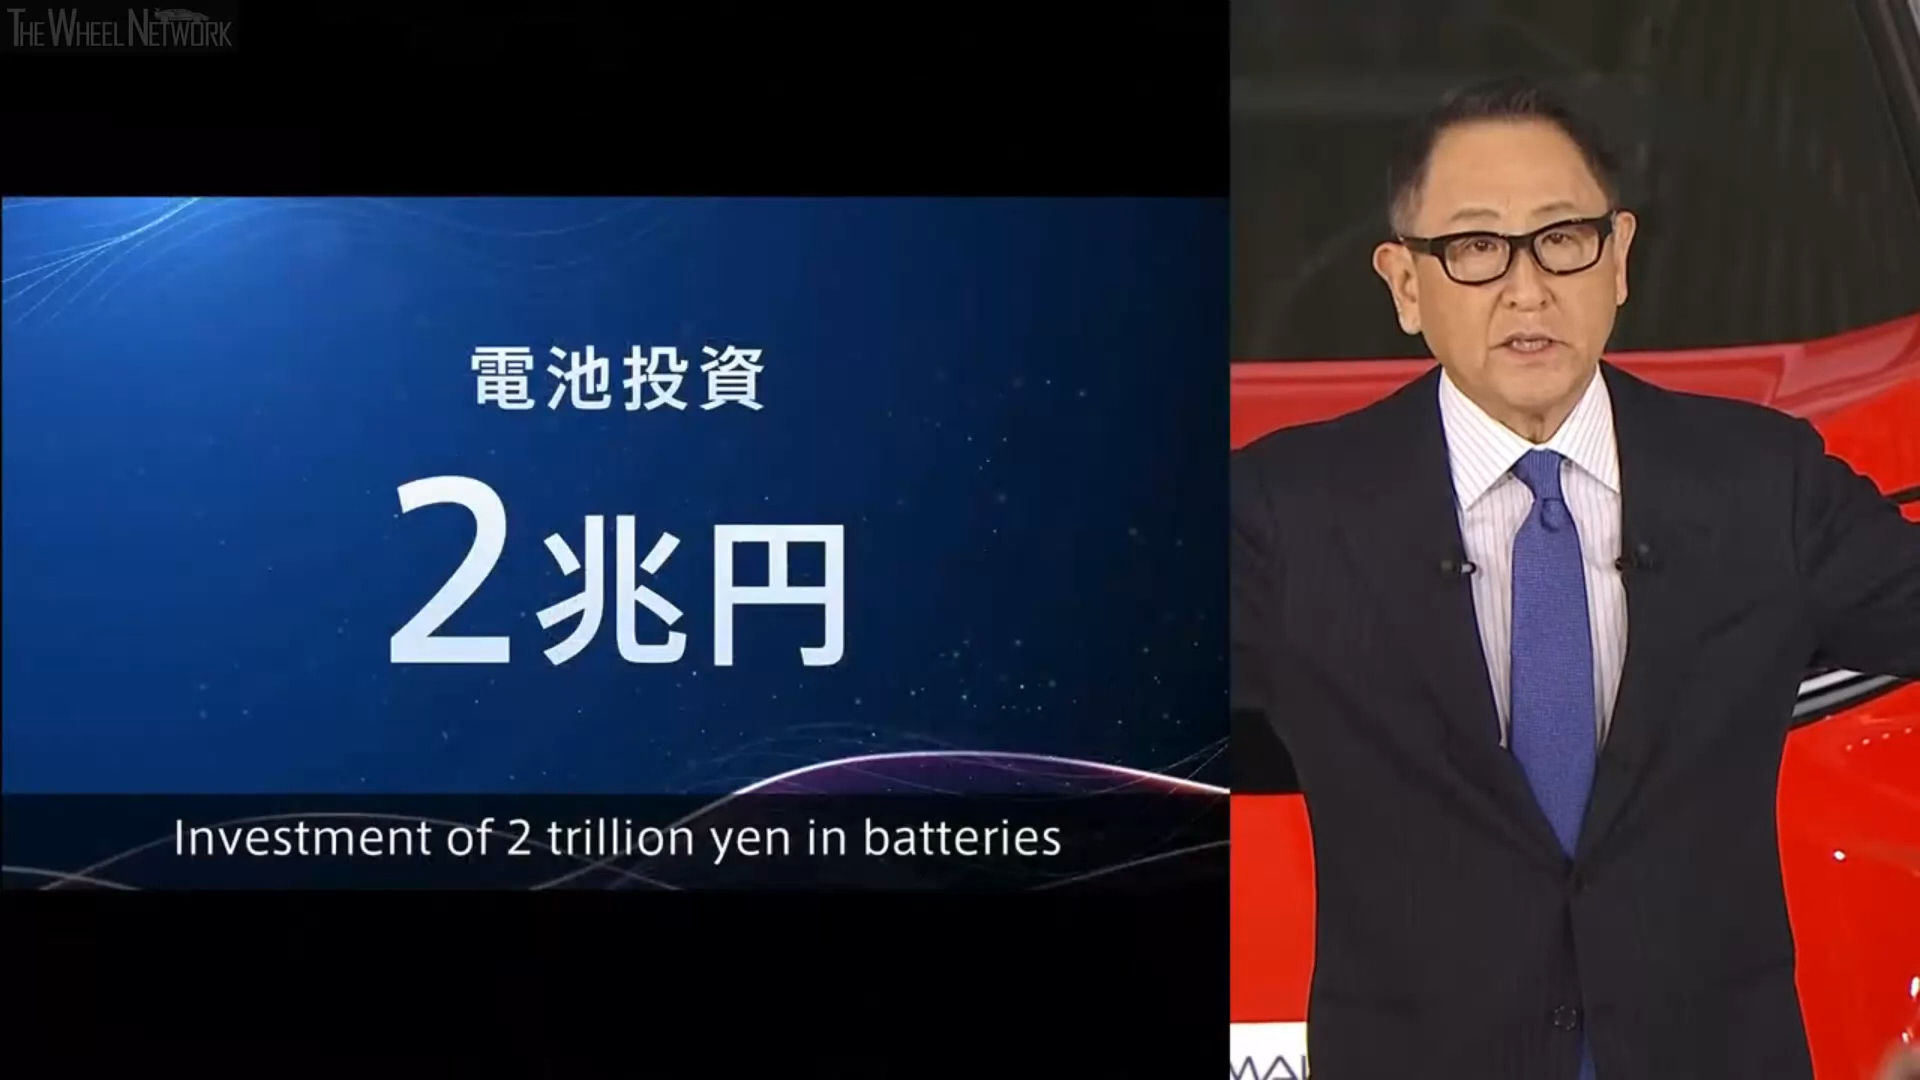 THE WHEEL NETWORK
電池投資
2兆円
Investment of 2 trillion yen in batteries